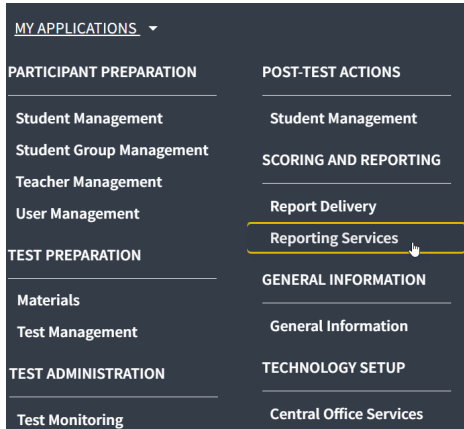 MY APPLICATIONS
PARTICIPANT PREPARATION
Student Management
Student Group Management
Teacher Management
User Management
TEST PREPARATION
Materials
Test Management
TEST ADMINISTRATION
Test Monitoring
POST-TEST ACTIONS
Student Management
SCORING AND REPORTING
Report Delivery
Reporting Services
GENERAL INFORMATION
General Information
TECHNOLOGY SETUP
Central Office Services